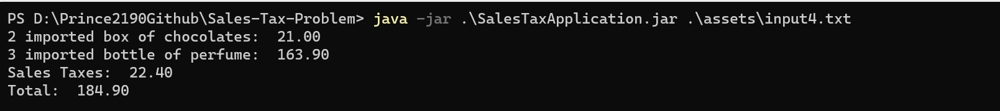 PS D:\Prince2190Github\Sales-Tax-Problem> java -jar .\SalesTaxApplication.jar .\assets\input4.txt
2 imported box of chocolates:  21.00
3 imported bottle of perfume:  163.90
Sales Taxes:  22.40
Total:  184.90